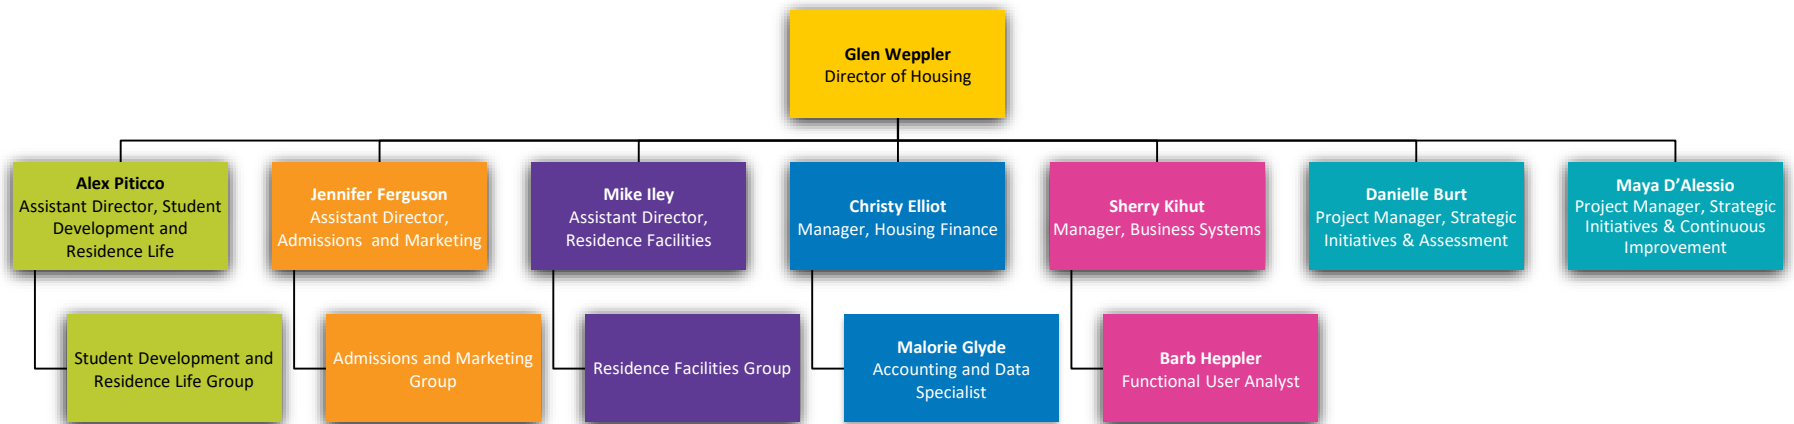 Glen Weppler
Director of Housing
Alex Piticco
Assistant Director, Student
Development and
Residence Life
Jennifer Ferguson
Assistant Director,
Admissions and Marketing
Mike Iley
Assistant Director,
Residence Facilities
Christy Elliot
Manager, Housing Finance
Sherry Kihut
Manager, Business Systems
Danielle Burt
Project Manager, Strategic
Initiatives & Assessment
Maya D’Alessio
Project Manager, Strategic
Initiatives & Continuous
Improvement
Student Development and
Residence Life Group
Admissions and Marketing
Group
Residence Facilities Group
Malorie Glyde
Accounting and Data
Specialist
Barb Heppler
Functional User Analyst